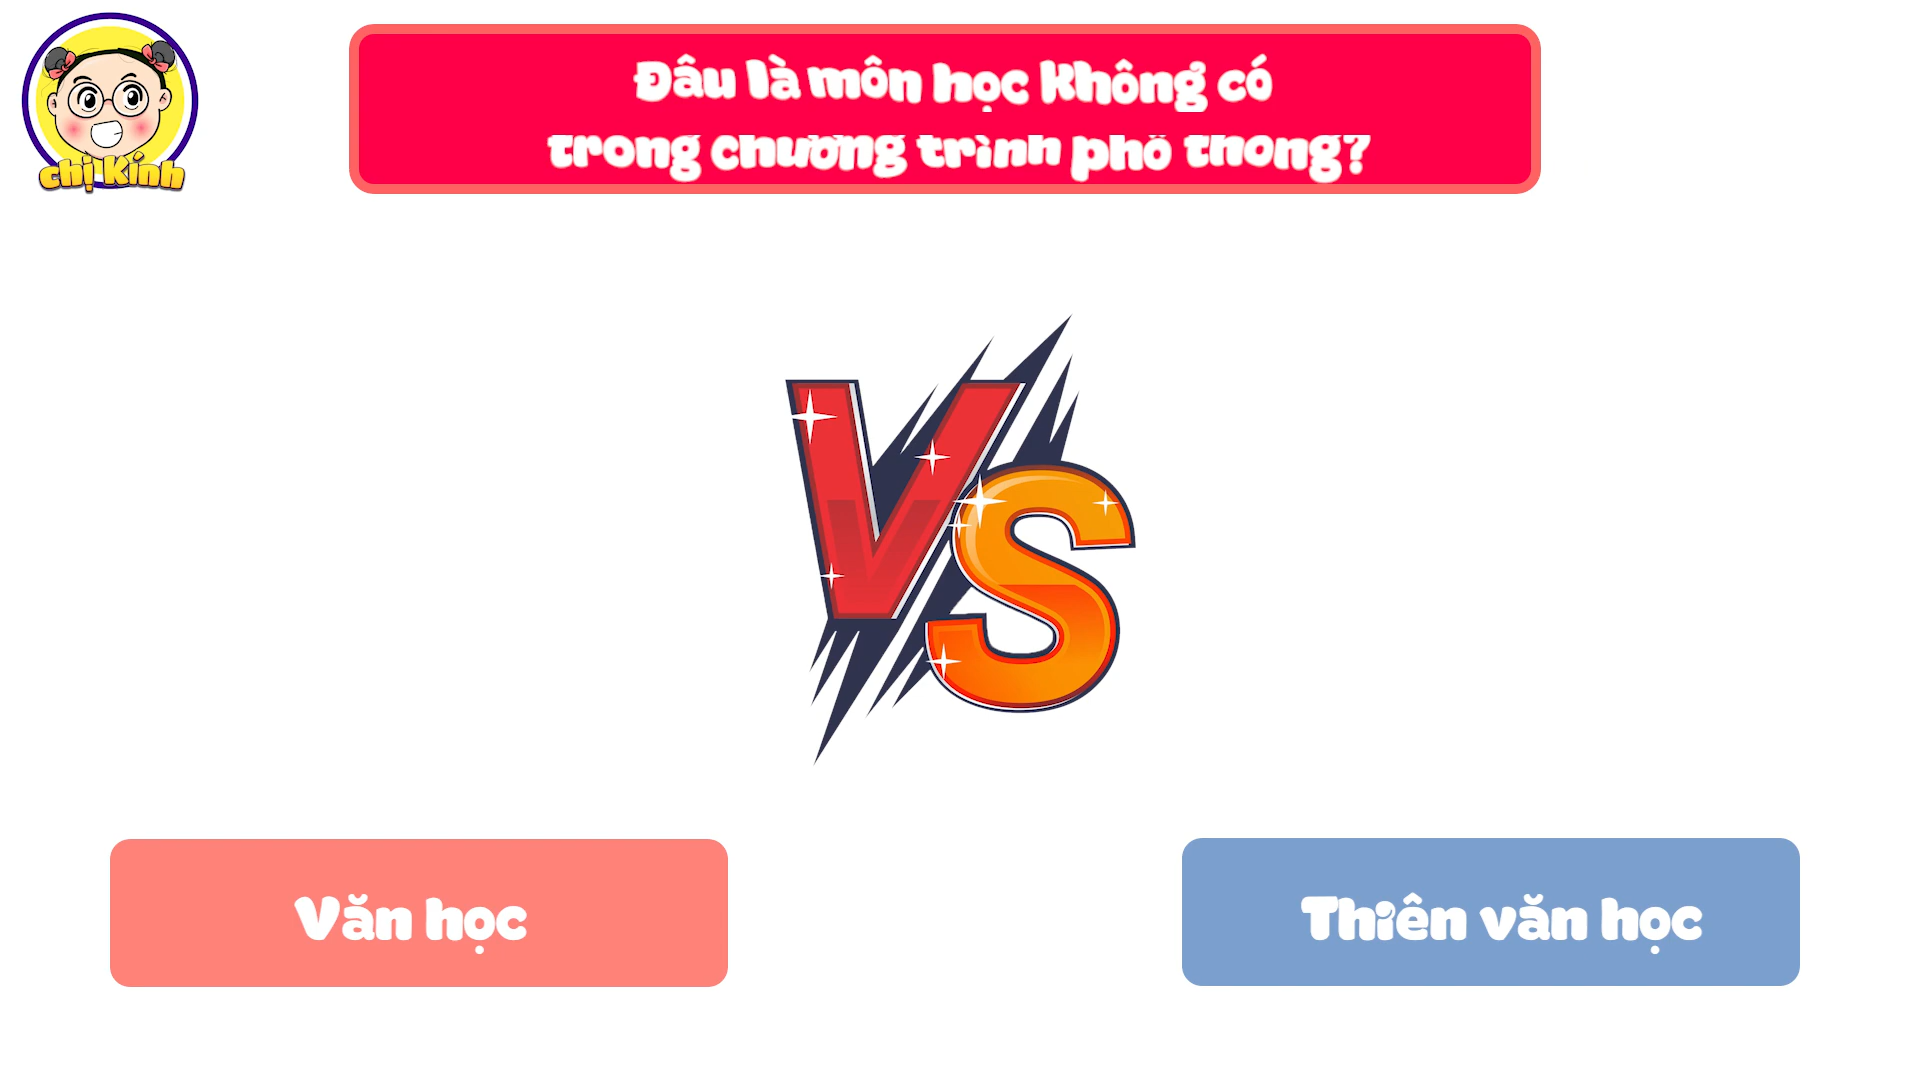 chị Kính
Đâu là môn học không có
trong chương trình phổ thông?
VS
Văn học
Thiên văn học